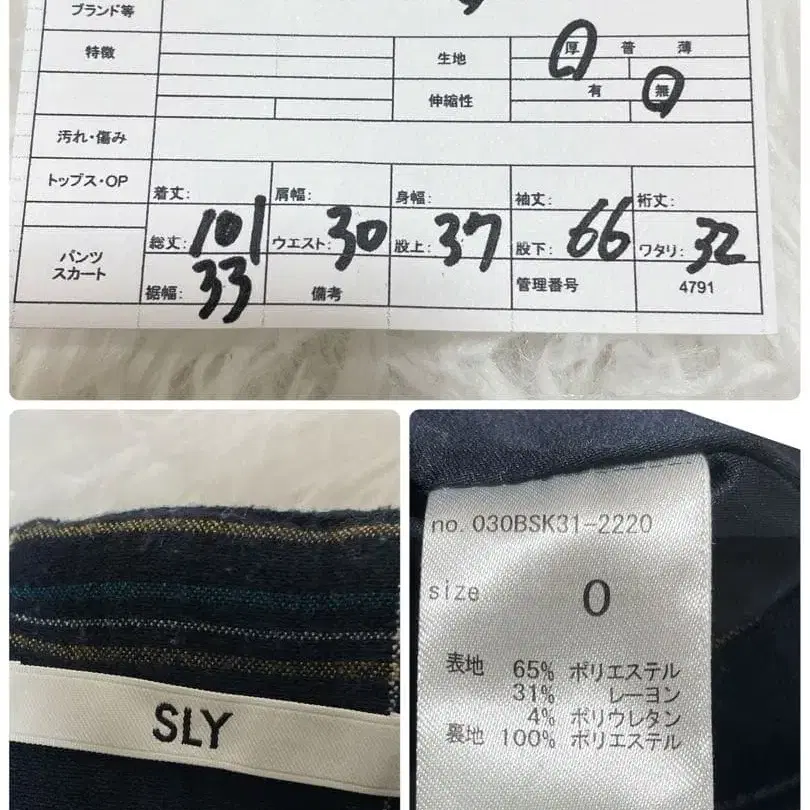 ブランド等
特徴
生地 厚 普 薄
伸縮性 有 無
汚れ・傷み
トップス・OP 着丈: 肩幅: 身幅: 袖丈: 裄丈:
パンツ
スカート
総丈: 101 ウエスト: 30 股上: 37 股下: 66 ワタリ: 32
裾幅: 33 備考 管理番号 4791
SLY
no. 030BSK31-2220
size 0
表地 65% ポリエステル
31% レーヨン
4% ポリウレタン
裏地 100% ポリエステル